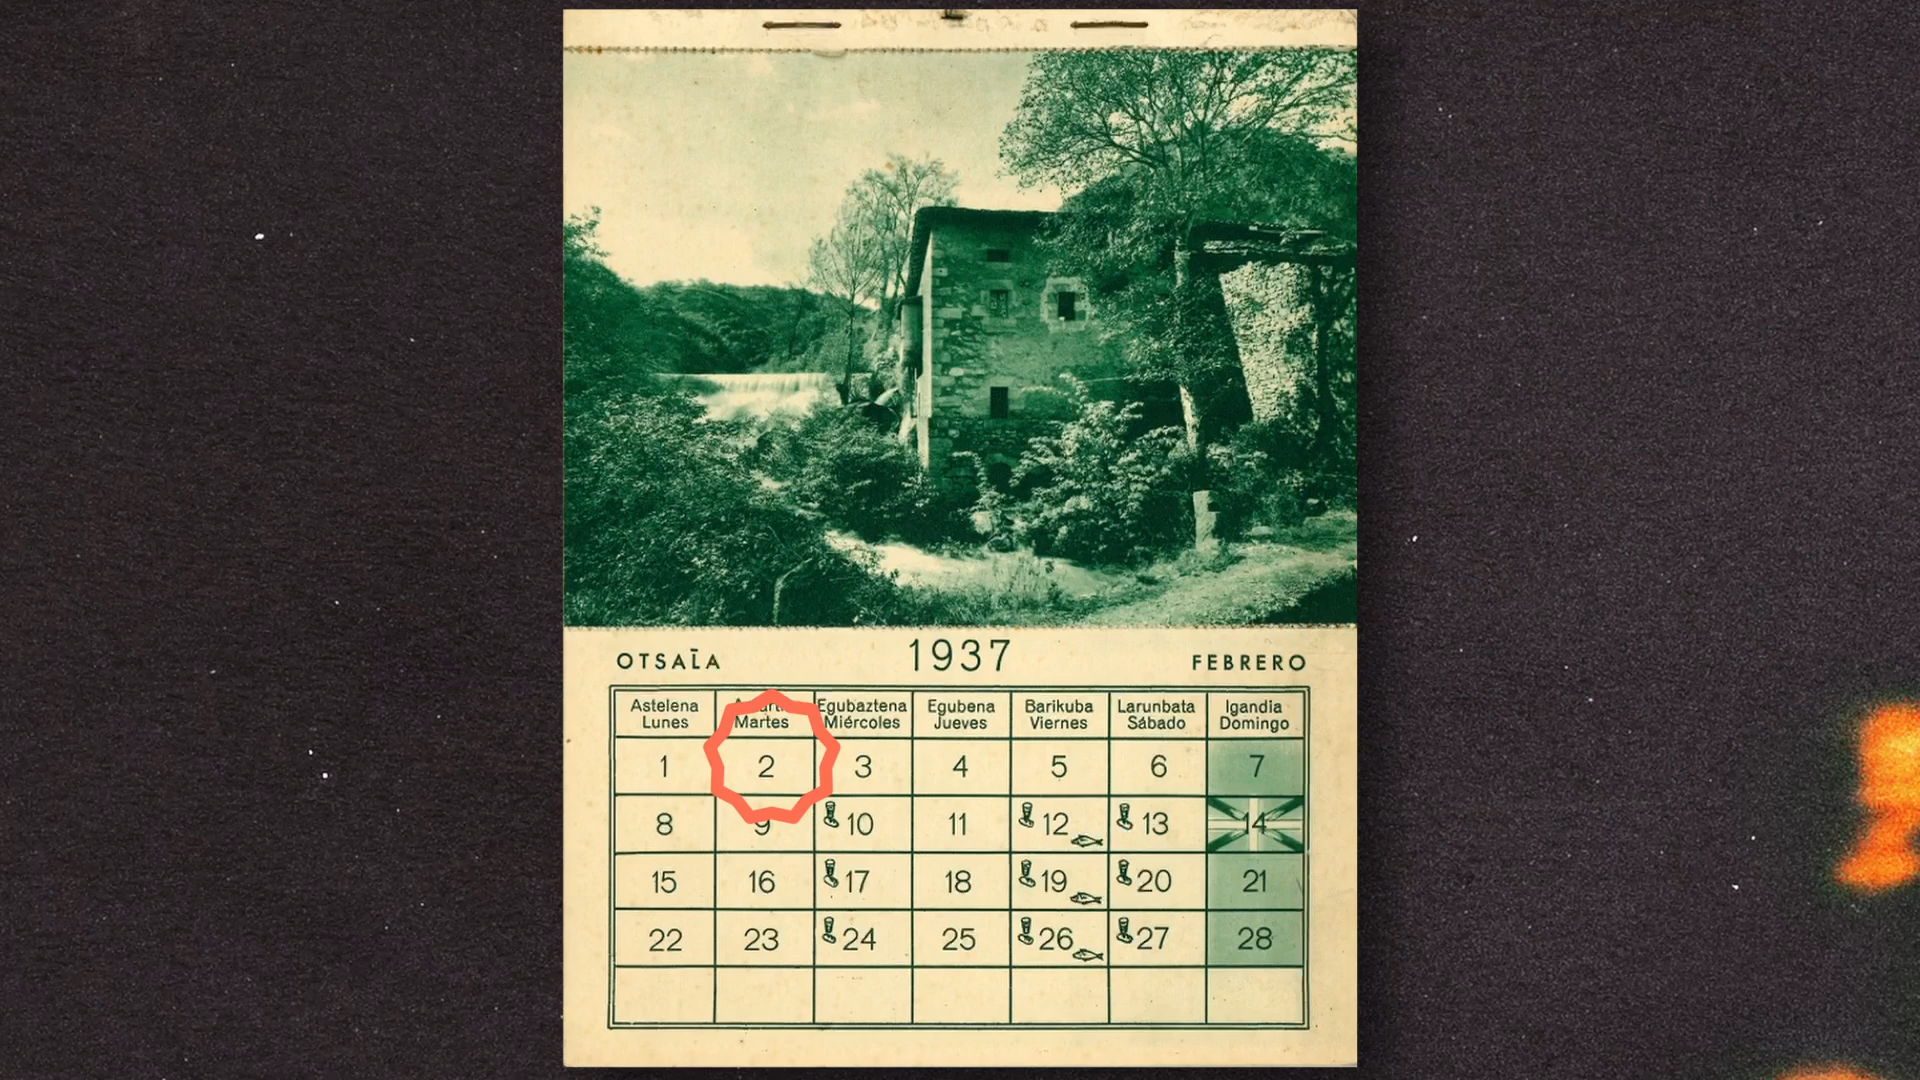 OTSAĪA 1937 FEBRERO
Astelena Egubaztena Egubena Barikuba Larunbata Igandia
Lunes Martes Miércoles Jueves Viernes Sábado Domingo
1 2 3 4 5 6 7
8 9 10 11 12 13 14
15 16 17 18 19 20 21
22 23 24 25 26 27 28